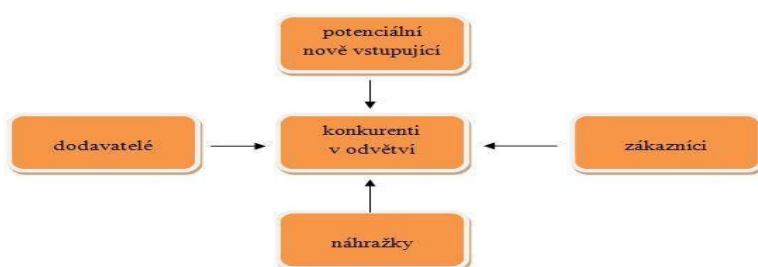 potenciální
nově vstupující
dodavatelé
konkurenti
v odvětví
zákazníci
náhražky